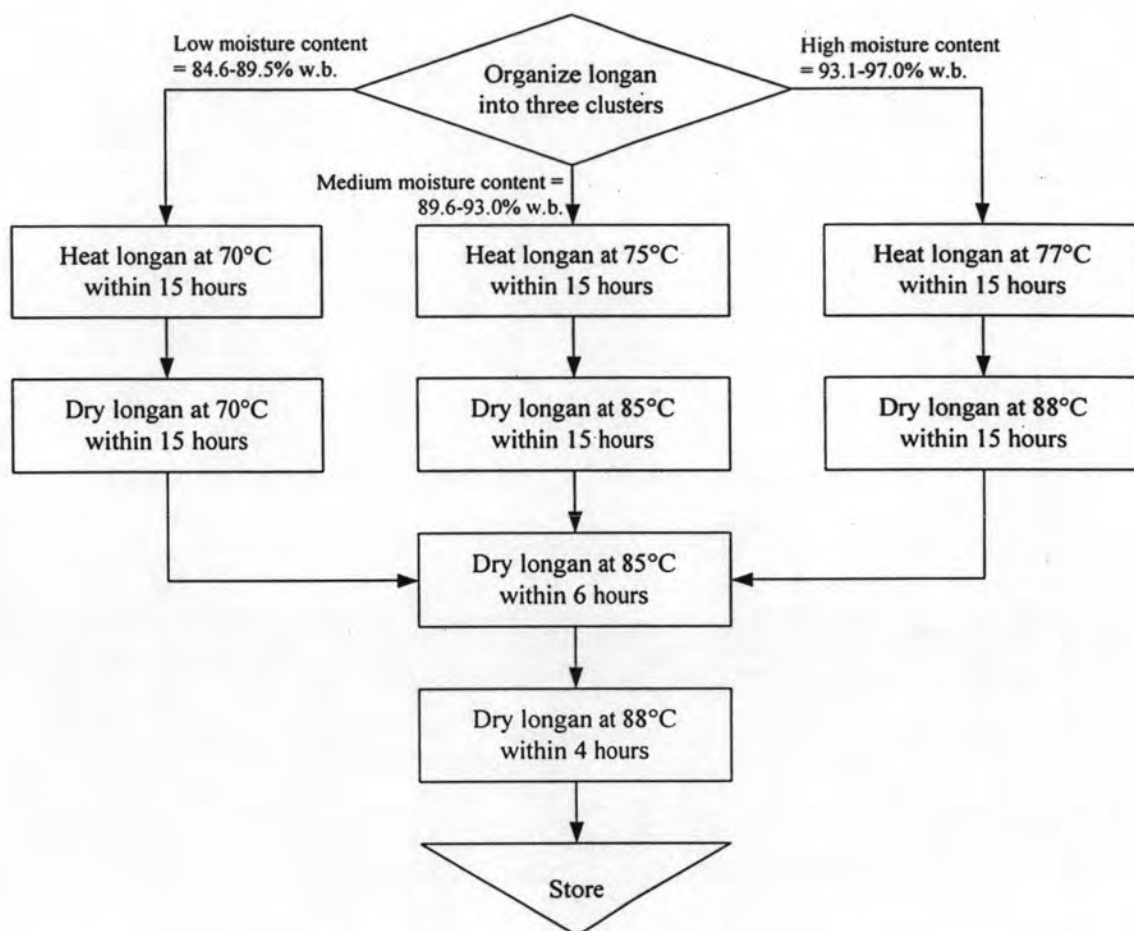 Low moisture content
= 84.6-89.5% w.b.
Organize longan
into three clusters
High moisture content
= 93.1-97.0% w.b.
Medium moisture content =
89.6-93.0% w.b.
Heat longan at 70°C
within 15 hours
Heat longan at 75°C
within 15 hours
Heat longan at 77°C
within 15 hours
Dry longan at 70°C
within 15 hours
Dry longan at 85°C
within 15 hours
Dry longan at 88°C
within 15 hours
Dry longan at 85°C
within 6 hours
Dry longan at 88°C
within 4 hours
Store